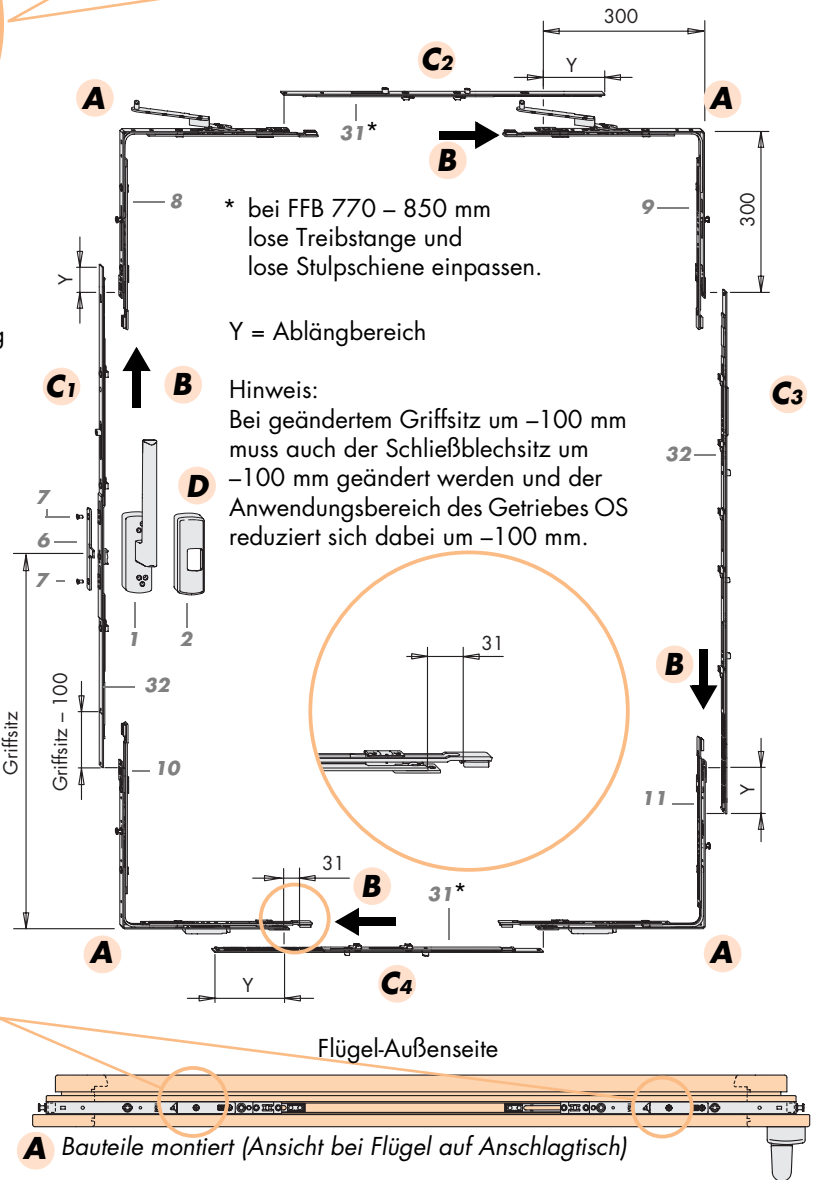 300
C2
Y
A
A
31*
B
8
* bei FFB 770 – 850 mm
lose Treibstange und
lose Stulpschiene einpassen.
9
300
Y
Y = Ablängbereich
g
C1
B
Hinweis:
Bei geändertem Griffsitz um –100 mm
muss auch der Schließblechsitz um
–100 mm geändert werden und der
Anwendungsbereich des Getriebes OS
reduziert sich dabei um –100 mm.
C3
32
D
7
6
7
1
2
31
B
32
Griffsitz
Griffsitz – 100
10
11
Y
31
B
31*
A
A
Y
C4
Flügel-Außenseite
A Bauteile montiert (Ansicht bei Flügel auf Anschlagtisch)